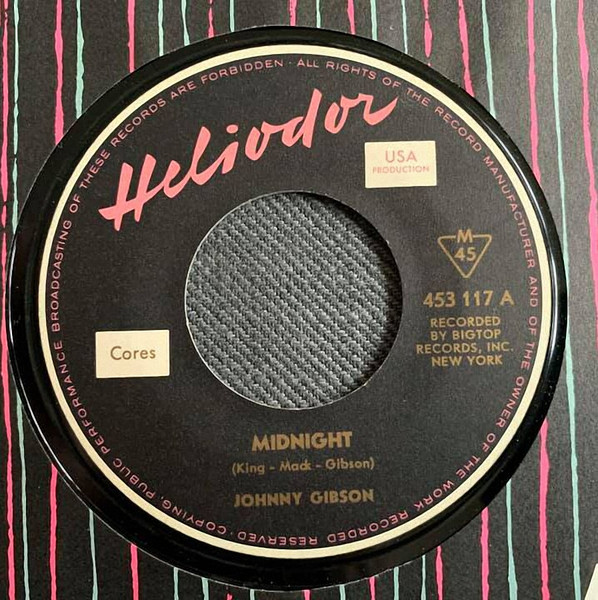 ALL RIGHTS OF THE RECORD MANUFACTURER AND OF THE OWNER OF THE WORK RECORDED RESERVED · COPYING, PUBLIC PERFORMANCE BROADCASTING OF THESE RECORDS ARE FORBIDDEN ·
Heliodor
USA
PRODUCTION
M
45
453 117 A
RECORDED
BY BIGTOP
RECORDS, INC.
NEW YORK
Cores
MIDNIGHT
(King - Mack - Gibson)
JOHNNY GIBSON